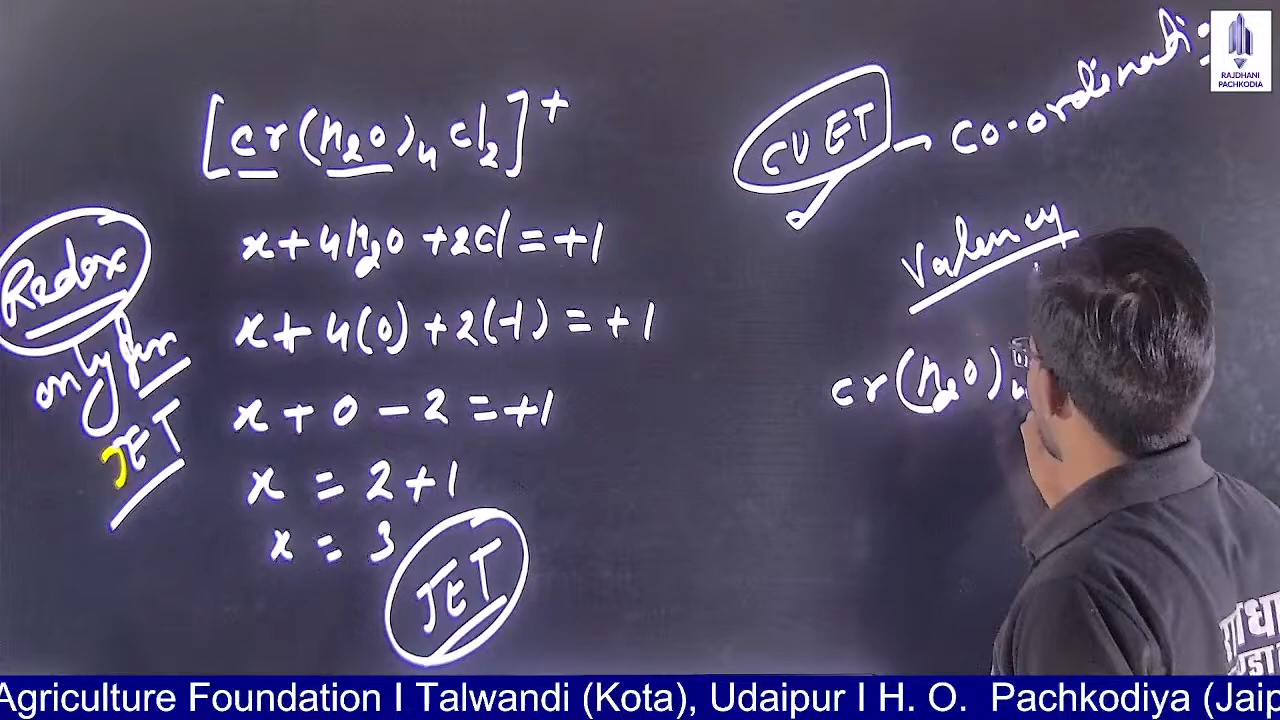 [cr(H₂O)₄Cl₂]⁺
x+4H₂O +2Cl = +1
x+4(0) +2(-1) = +1
x + 0 - 2 = +1
x = 2+1
x = 3
JET
Redox
only for
JET
CUET
Co-ordinati
Valency
cr(H₂O)
RAJDHANI
PACHKODIA
Agriculture Foundation I Talwandi (Kota), Udaipur I H. O. Pachkodiya (Jaip